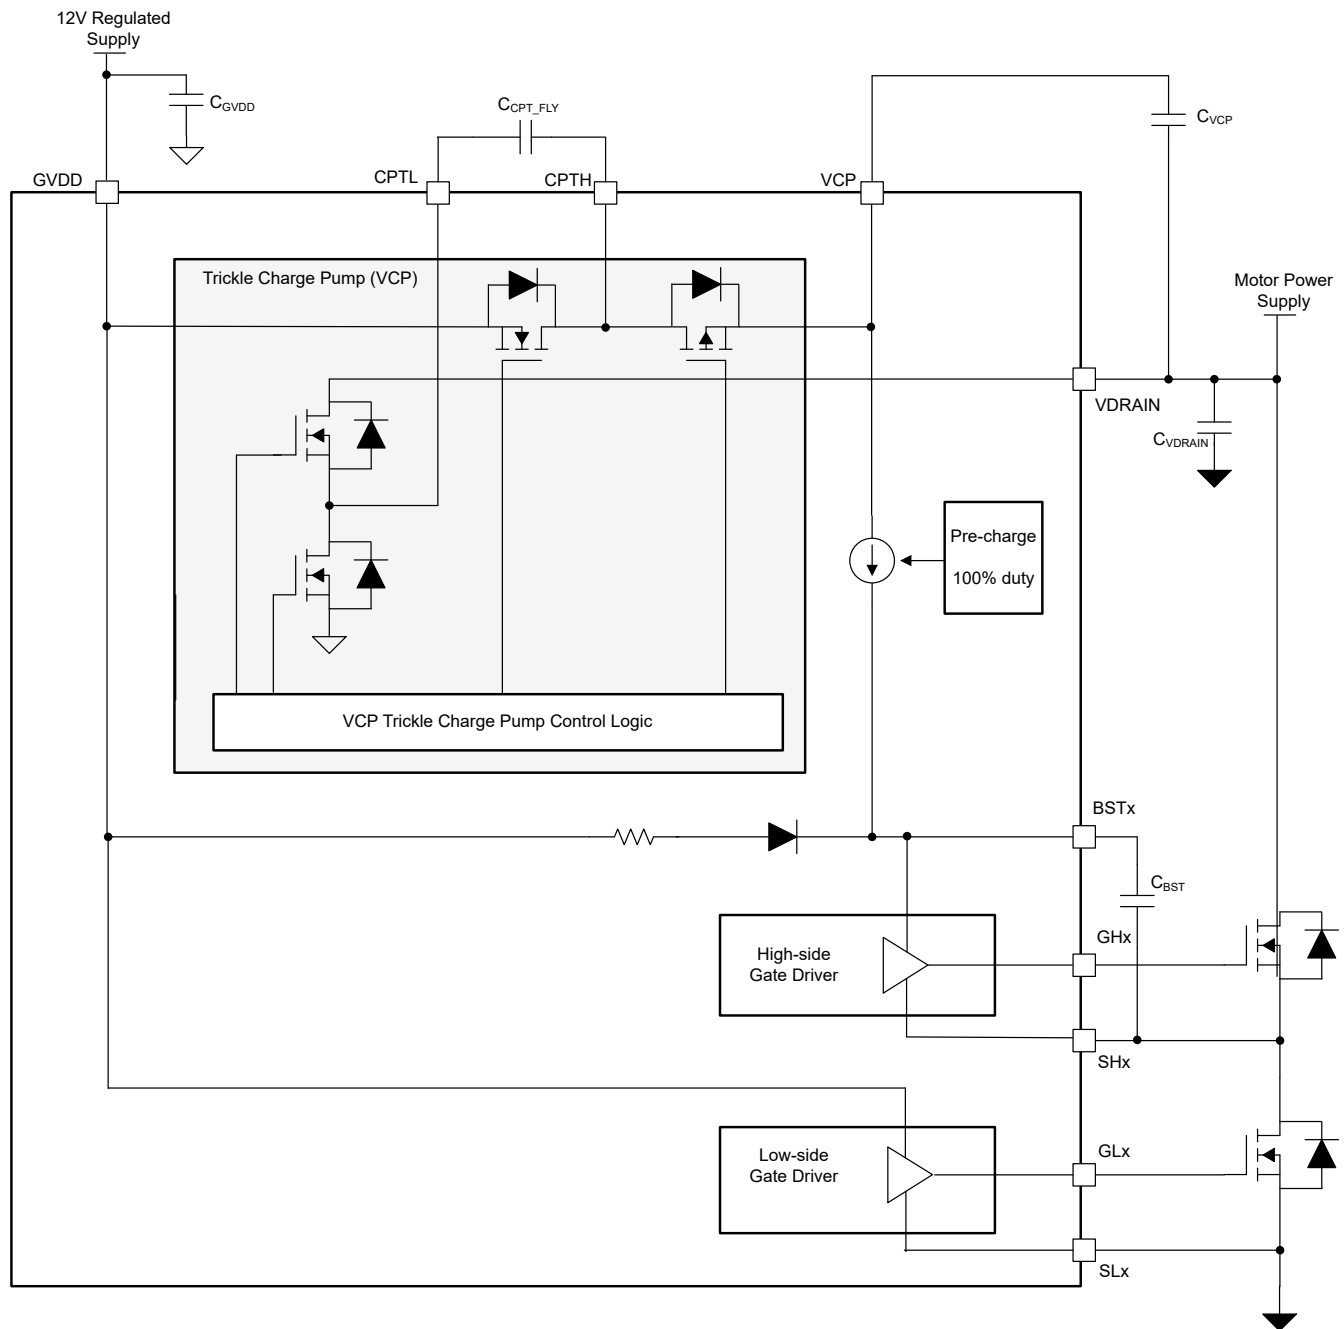 12V Regulated
Supply
CGVDD
CCPT_FLY
CVCP
GVDD
CPTL
CPTH
VCP
Trickle Charge Pump (VCP)
Motor Power
Supply
VDRAIN
CVDRAIN
Pre-charge
100% duty
VCP Trickle Charge Pump Control Logic
BSTx
CBST
High-side
Gate Driver
GHx
SHx
Low-side
Gate Driver
GLx
SLx